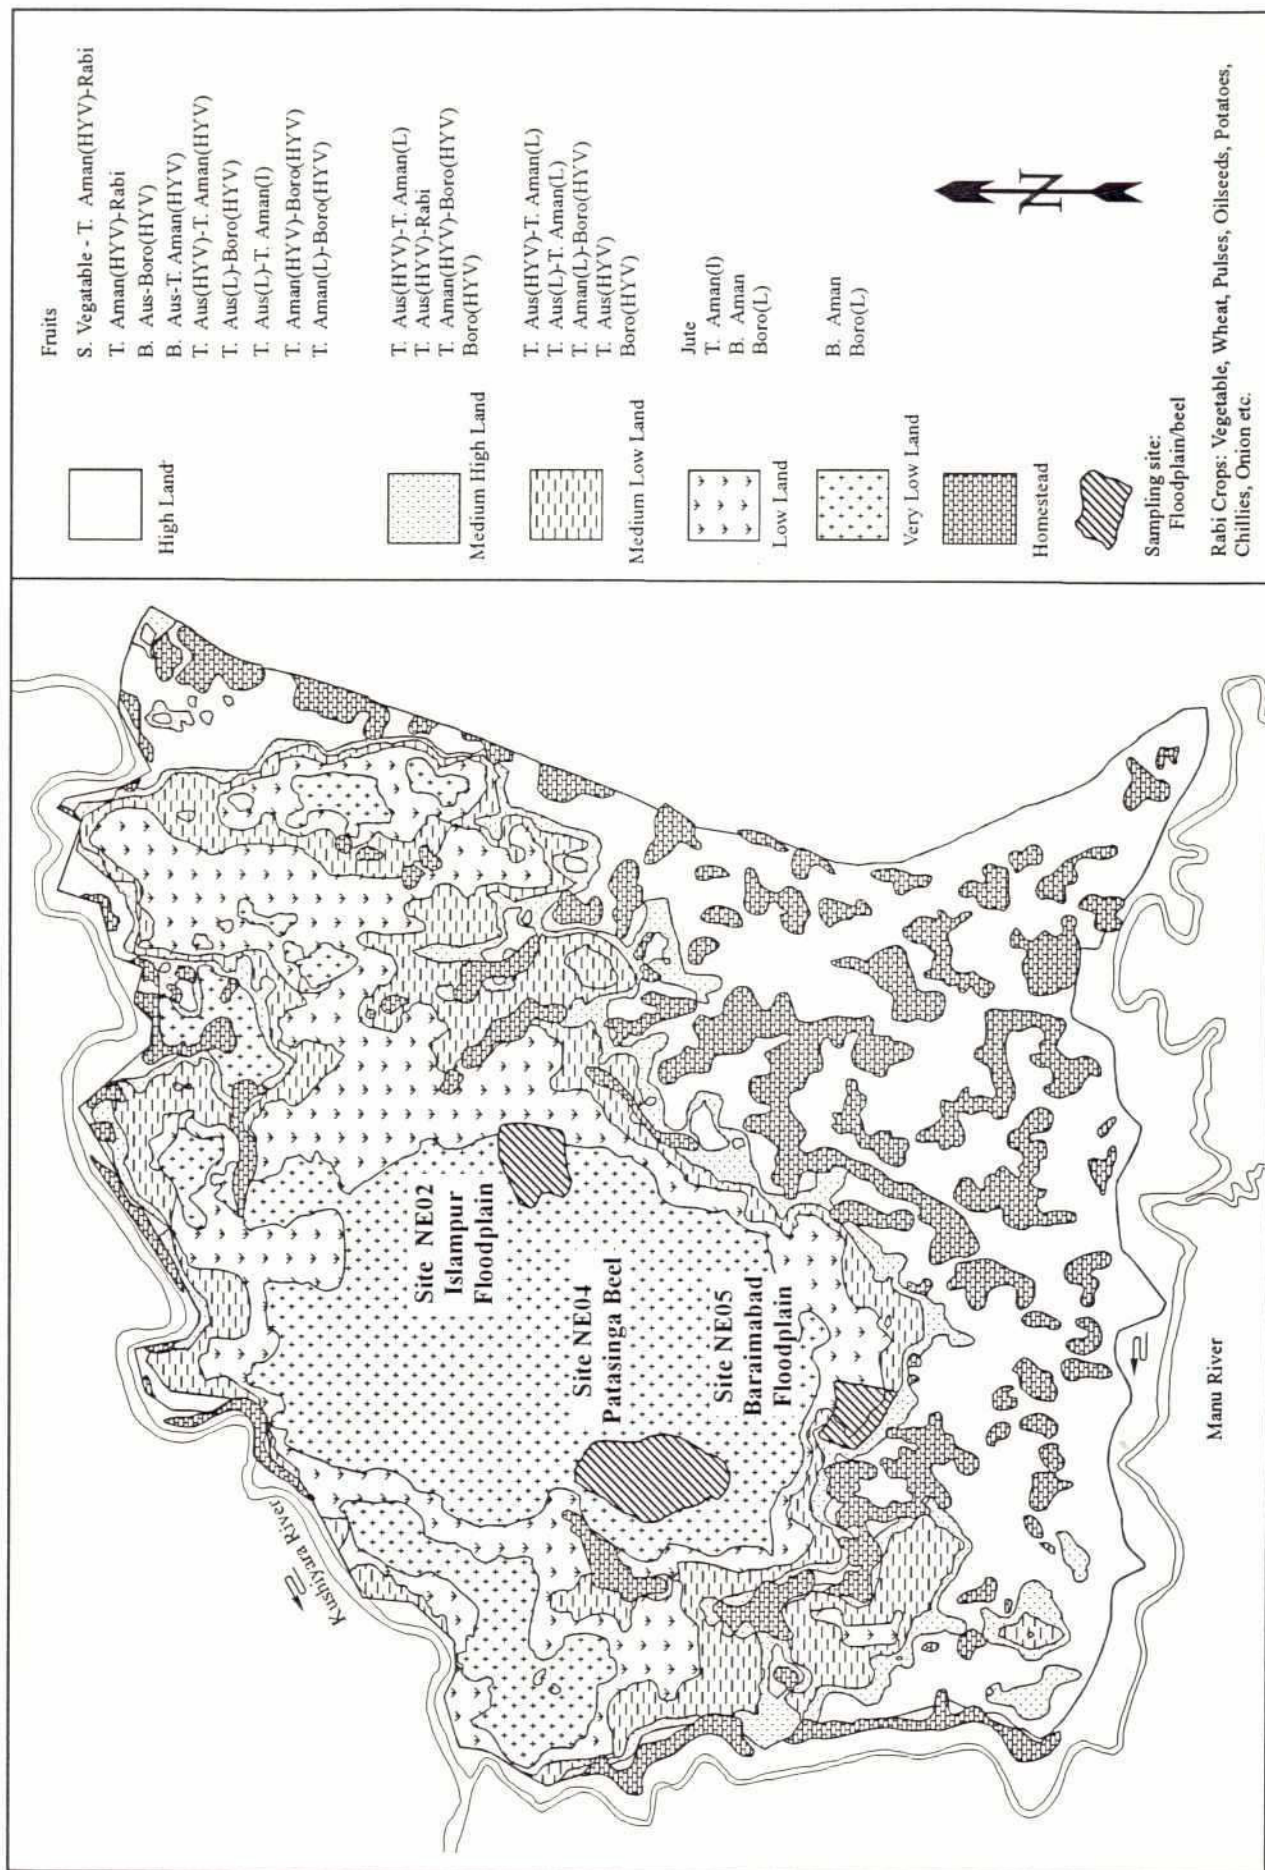 Kushiyara River
Site NE02
Islampur
Floodplain
Site NE04
Patasinga Beel
Site NE05
Baraimabad
Floodplain
Manu River
High Land
Fruits
S. Vegatable - T. Aman(HYV)-Rabi
T. Aman(HYV)-Rabi
B. Aus-Boro(HYV)
B. Aus-T. Aman(HYV)
T. Aus(HYV)-T. Aman(HYV)
T. Aus(L)-Boro(HYV)
T. Aus(L)-T. Aman(I)
T. Aman(HYV)-Boro(HYV)
T. Aman(L)-Boro(HYV)
Medium High Land
T. Aus(HYV)-T. Aman(L)
T. Aus(HYV)-Rabi
T. Aman(HYV)-Boro(HYV)
Boro(HYV)
Medium Low Land
T. Aus(HYV)-T. Aman(L)
T. Aus(L)-T. Aman(L)
T. Aman(L)-Boro(HYV)
T. Aus(HYV)
Boro(HYV)
Low Land
Jute
T. Aman(I)
B. Aman
Boro(L)
Very Low Land
B. Aman
Boro(L)
Homestead
Sampling site:
Floodplain/beel
N
Rabi Crops: Vegetable, Wheat, Pulses, Oilseeds, Potatoes,
Chillies, Onion etc.